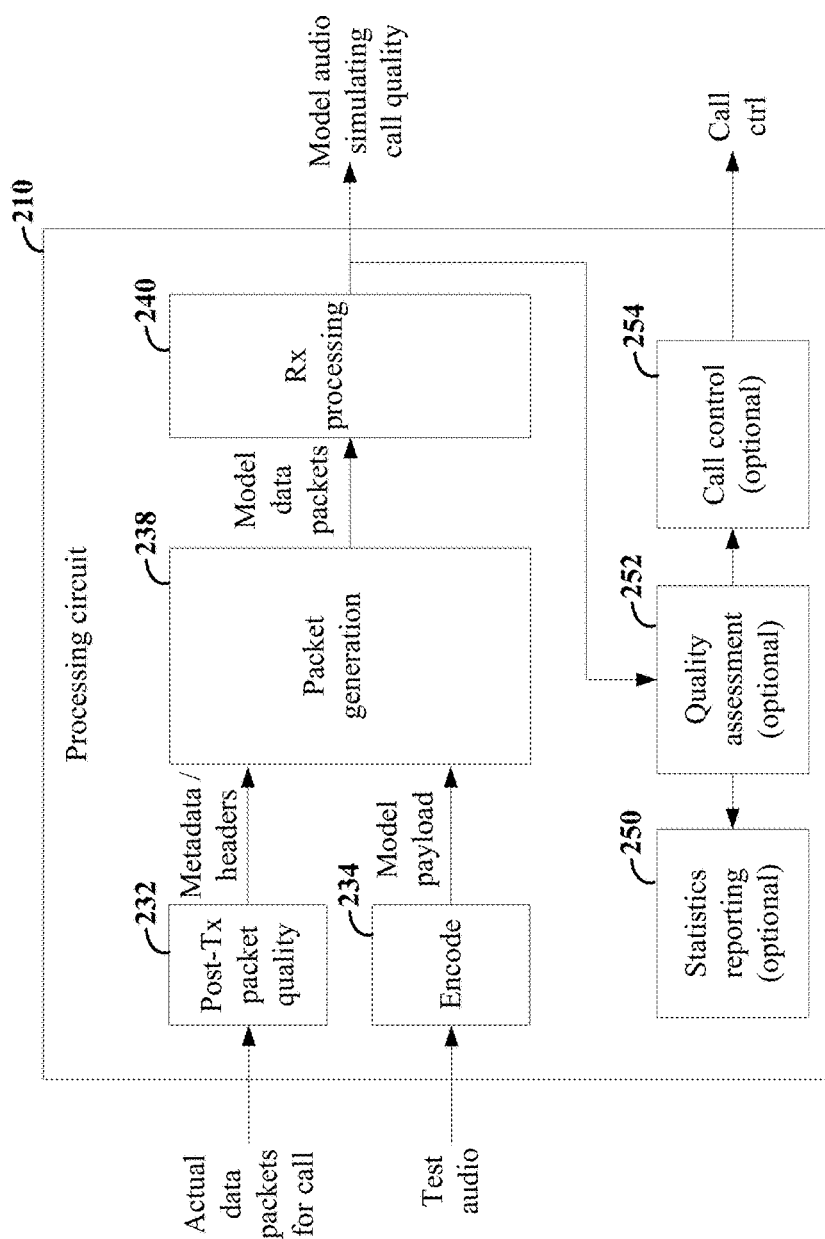 210
Processing circuit
Actual
data
packets
for call
232
Post-Tx
packet
quality
Metadata /
headers
238
Packet
generation
Model
data
packets
240
Rx
processing
Model audio
simulating
call quality
Test
audio
234
Encode
Model
payload
250
Statistics
reporting
(optional)
252
Quality
assessment
(optional)
254
Call control
(optional)
Call
ctrl